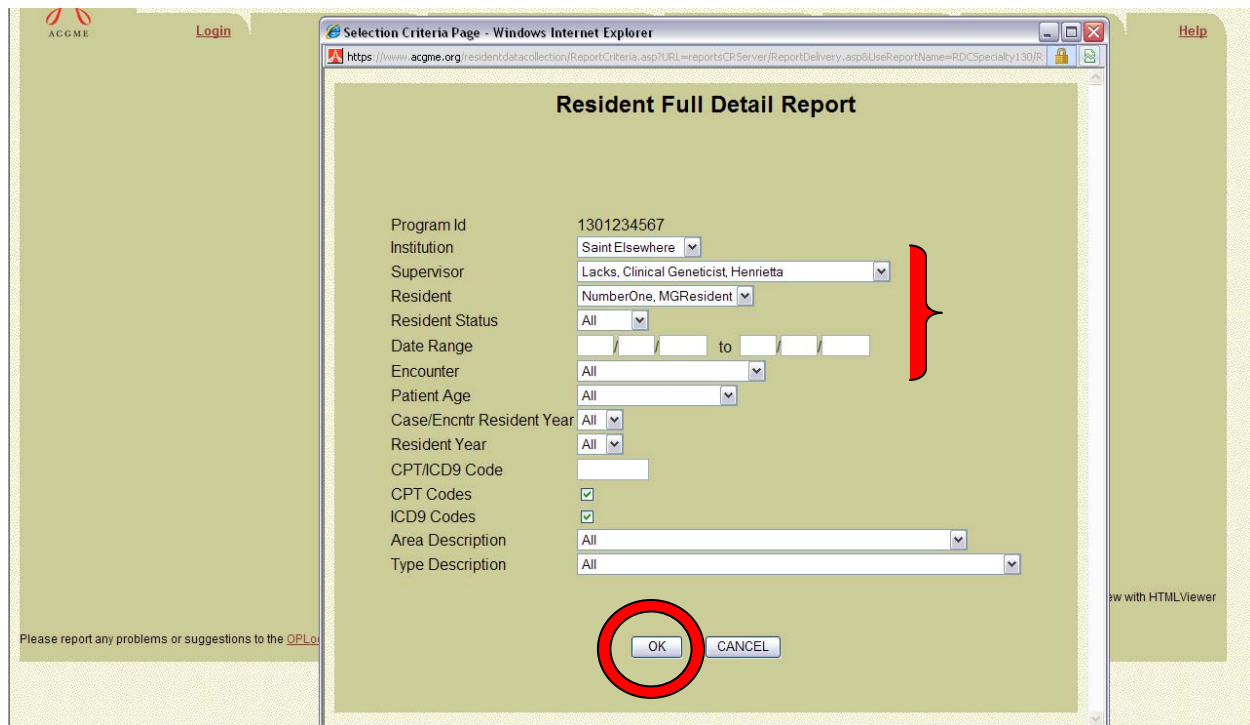 ACGME
Login
Selection Criteria Page - Windows Internet Explorer
Help
https://www.acgme.org/residentdatacollection/ReportCriteria.asp?URL=reportsCRServer/ReportDelivery.asp&UseReportName=RDCSpecialty130/R
Resident Full Detail Report
Program Id 1301234567
Institution Saint Elsewhere
Supervisor Lacks, Clinical Geneticist, Henrietta
Resident NumberOne, MGResident
Resident Status All
Date Range / / to / /
Encounter All
Patient Age All
Case/Encntr Resident Year All
Resident Year All
CPT/ICD9 Code
CPT Codes
ICD9 Codes
Area Description All
Type Description All
ew with HTMLViewer
Please report any problems or suggestions to the OPLo
OK CANCEL